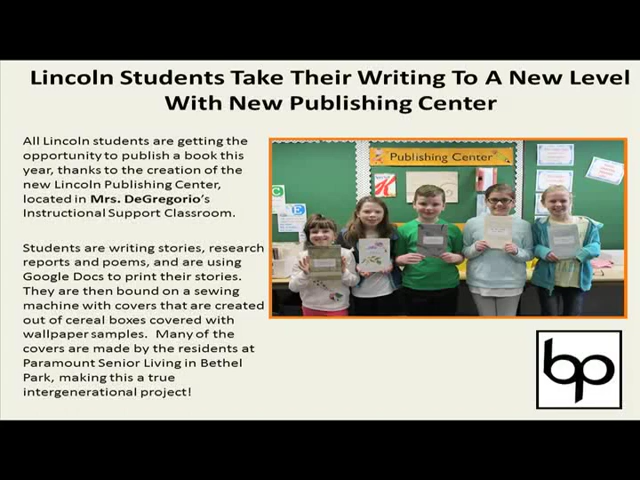 Lincoln Students Take Their Writing To A New Level
With New Publishing Center
All Lincoln students are getting the
opportunity to publish a book this
year, thanks to the creation of the
new Lincoln Publishing Center,
located in Mrs. DeGregorio's
Instructional Support Classroom.
Students are writing stories, research
reports and poems, and are using
Google Docs to print their stories.
They are then bound on a sewing
machine with covers that are created
out of cereal boxes covered with
wallpaper samples.  Many of the
covers are made by the residents at
Paramount Senior Living in Bethel
Park, making this a true
intergenerational project!
Publishing Center
K
C
E
bp